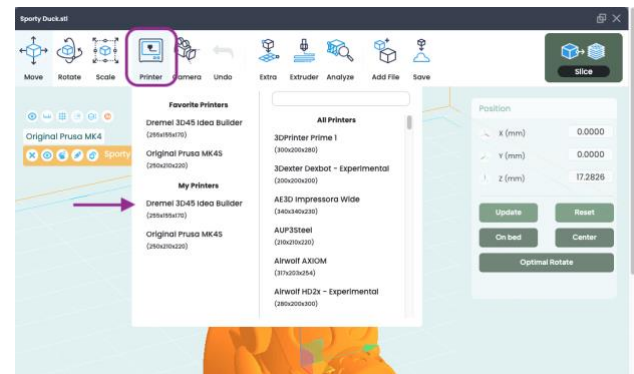 Sporty Duck.stl
Move Rotate Scale Printer Camera Undo Extra Extruder Analyze Add File Save Slice
Original Prusa MK4
Sporty
Favorite Printers
Dremel 3D45 Idea Builder
(255x155x170)
Original Prusa MK4S
(250x210x220)
My Printers
Dremel 3D45 Idea Builder
(255x155x170)
Original Prusa MK4S
(250x210x220)
All Printers
3DPrinter Prime 1
(300x200x280)
3Dexter Dexbot - Experimental
(200x200x200)
AE3D Impressora Wide
(340x340x230)
AUP3Steel
(210x210x220)
Airwolf AXIOM
(317x203x254)
Airwolf HD2x - Experimental
(280x200x300)
Position
X (mm) 0.0000
Y (mm) 0.0000
Z (mm) 17.2826
Update Reset
On bed Center
Optimal Rotate